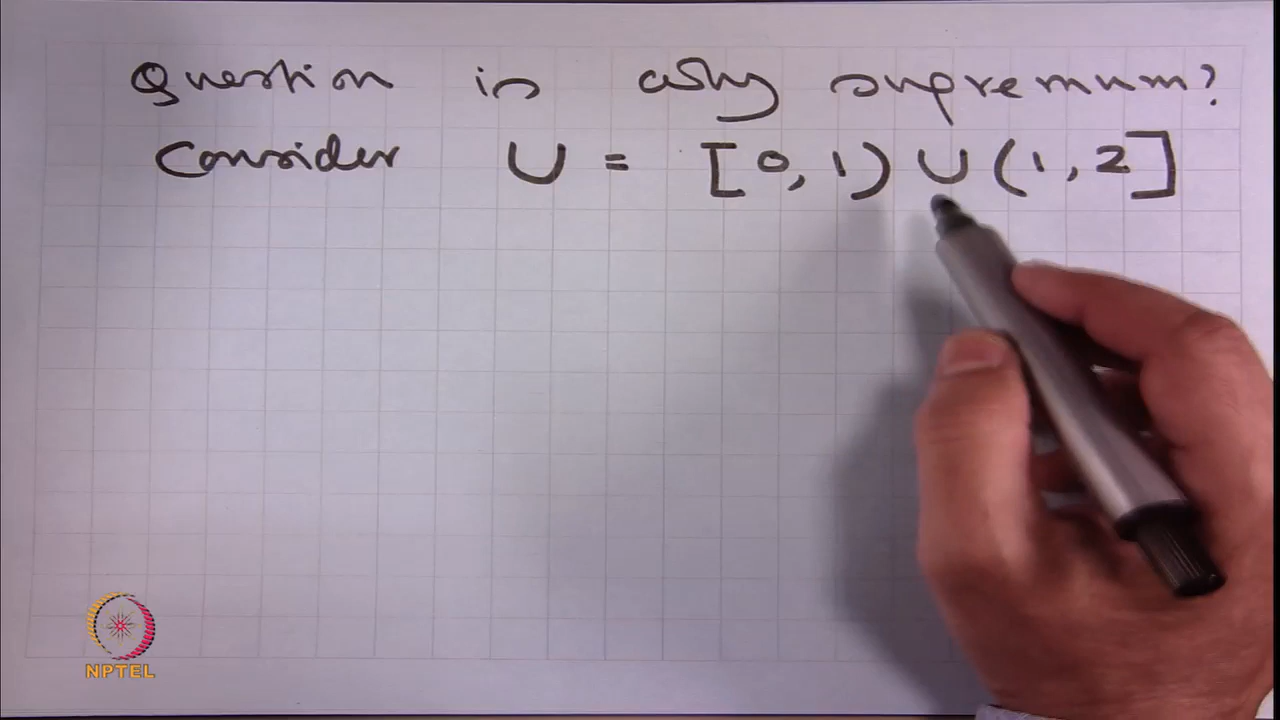 Question is why supremum?
Consider U = [0, 1) ∪ (1, 2]
NPTEL